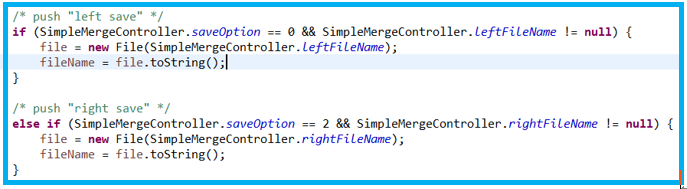 /* push "left save" */
if (SimpleMergeController.saveOption == 0 && SimpleMergeController.leftFileName != null) {
file = new File(SimpleMergeController.leftFileName);
fileName = file.toString();
}
/* push "right save" */
else if (SimpleMergeController.saveOption == 2 && SimpleMergeController.rightFileName != null) {
file = new File(SimpleMergeController.rightFileName);
fileName = file.toString();
}